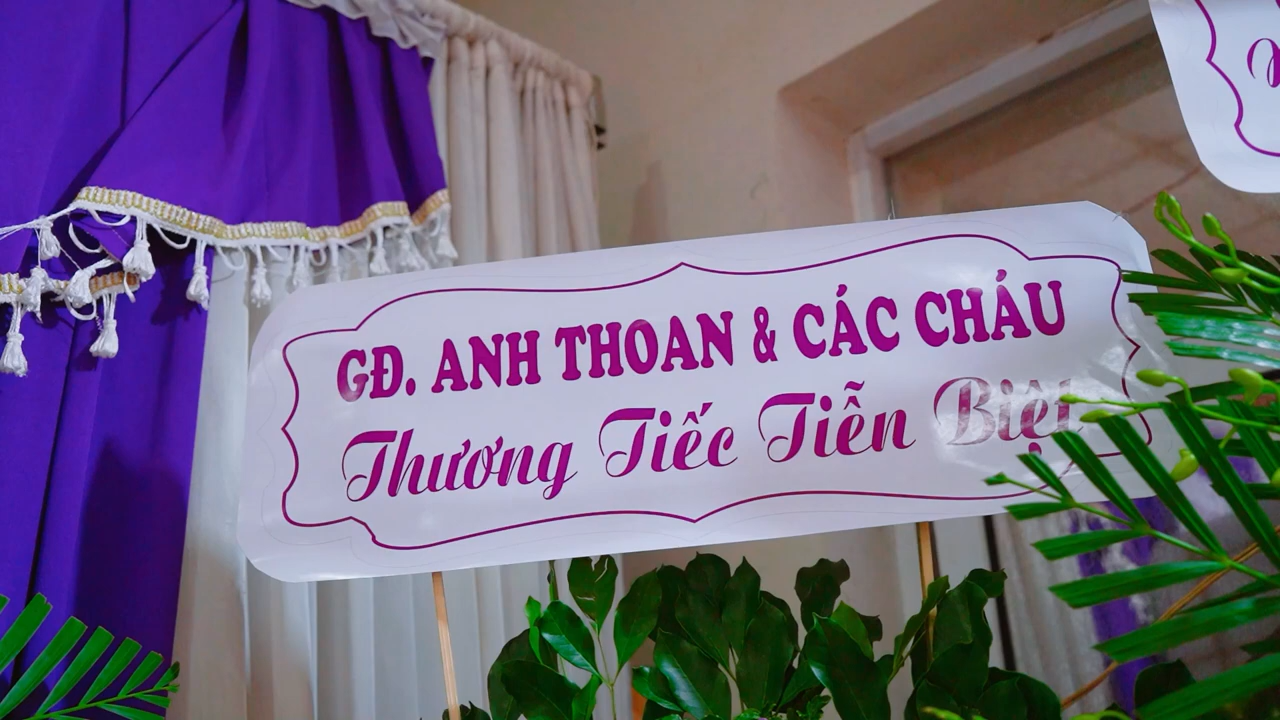 GĐ. ANH THOAN & CÁC CHÁU
Thương Tiếc Tiễn Biệt